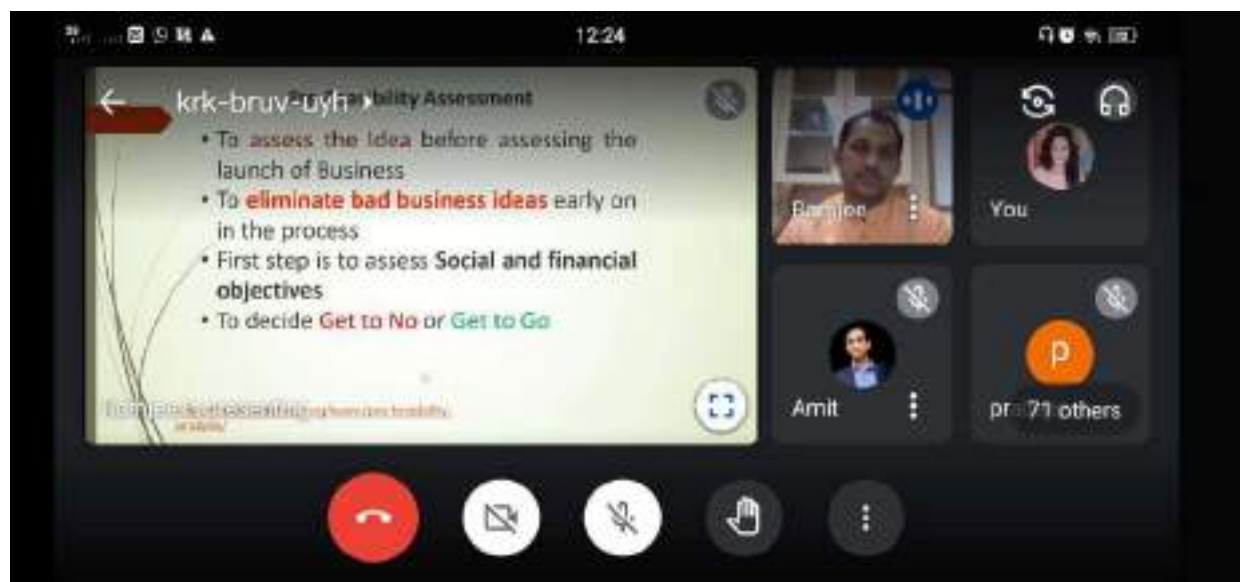 12:24
krk-bruv-uyh
Assessment
• To assess the Idea before assessing the
launch of Business
• To eliminate bad business ideas early on
in the process
• First step is to assess Social and financial
objectives
• To decide Get to No or Get to Go
Ramjee
You
Amit
71 others